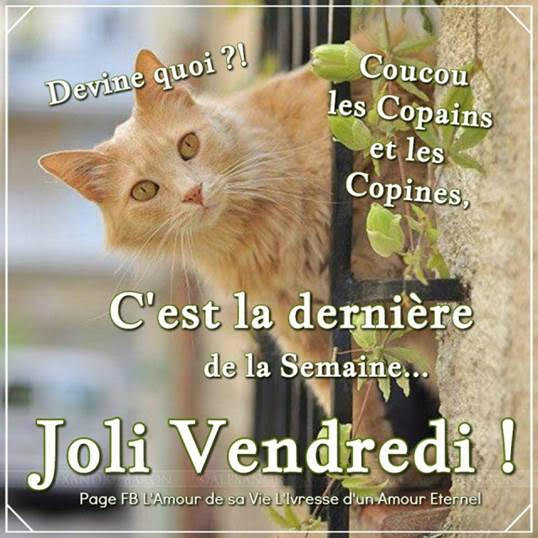 Devine quoi ?!
Coucou
les Copains
et les
Copines,
C'est la dernière
de la Semaine...
Joli Vendredi !
Page FB L'Amour de sa Vie L'Ivresse d'un Amour Eternel